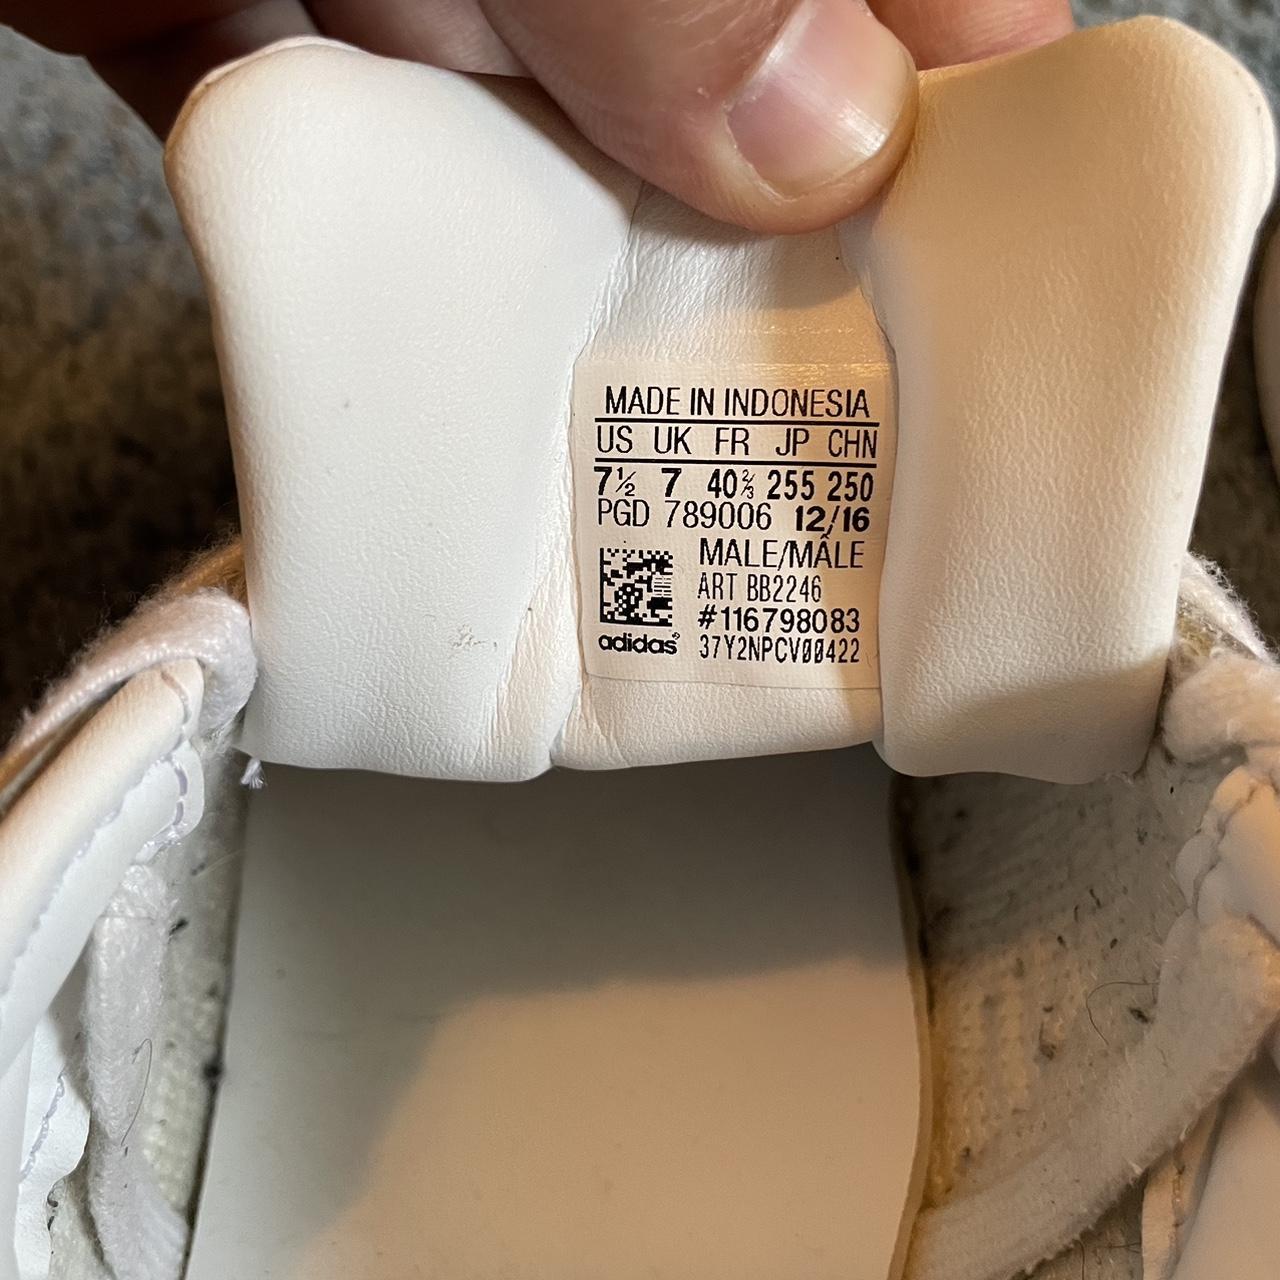 MADE IN INDONESIA
US UK FR JP CHN
7½ 7 40⅔ 255 250
PGD 789006 12/16
MALE/MÂLE
ART BB2246
#116798083
adidas® 37Y2NPCV00422